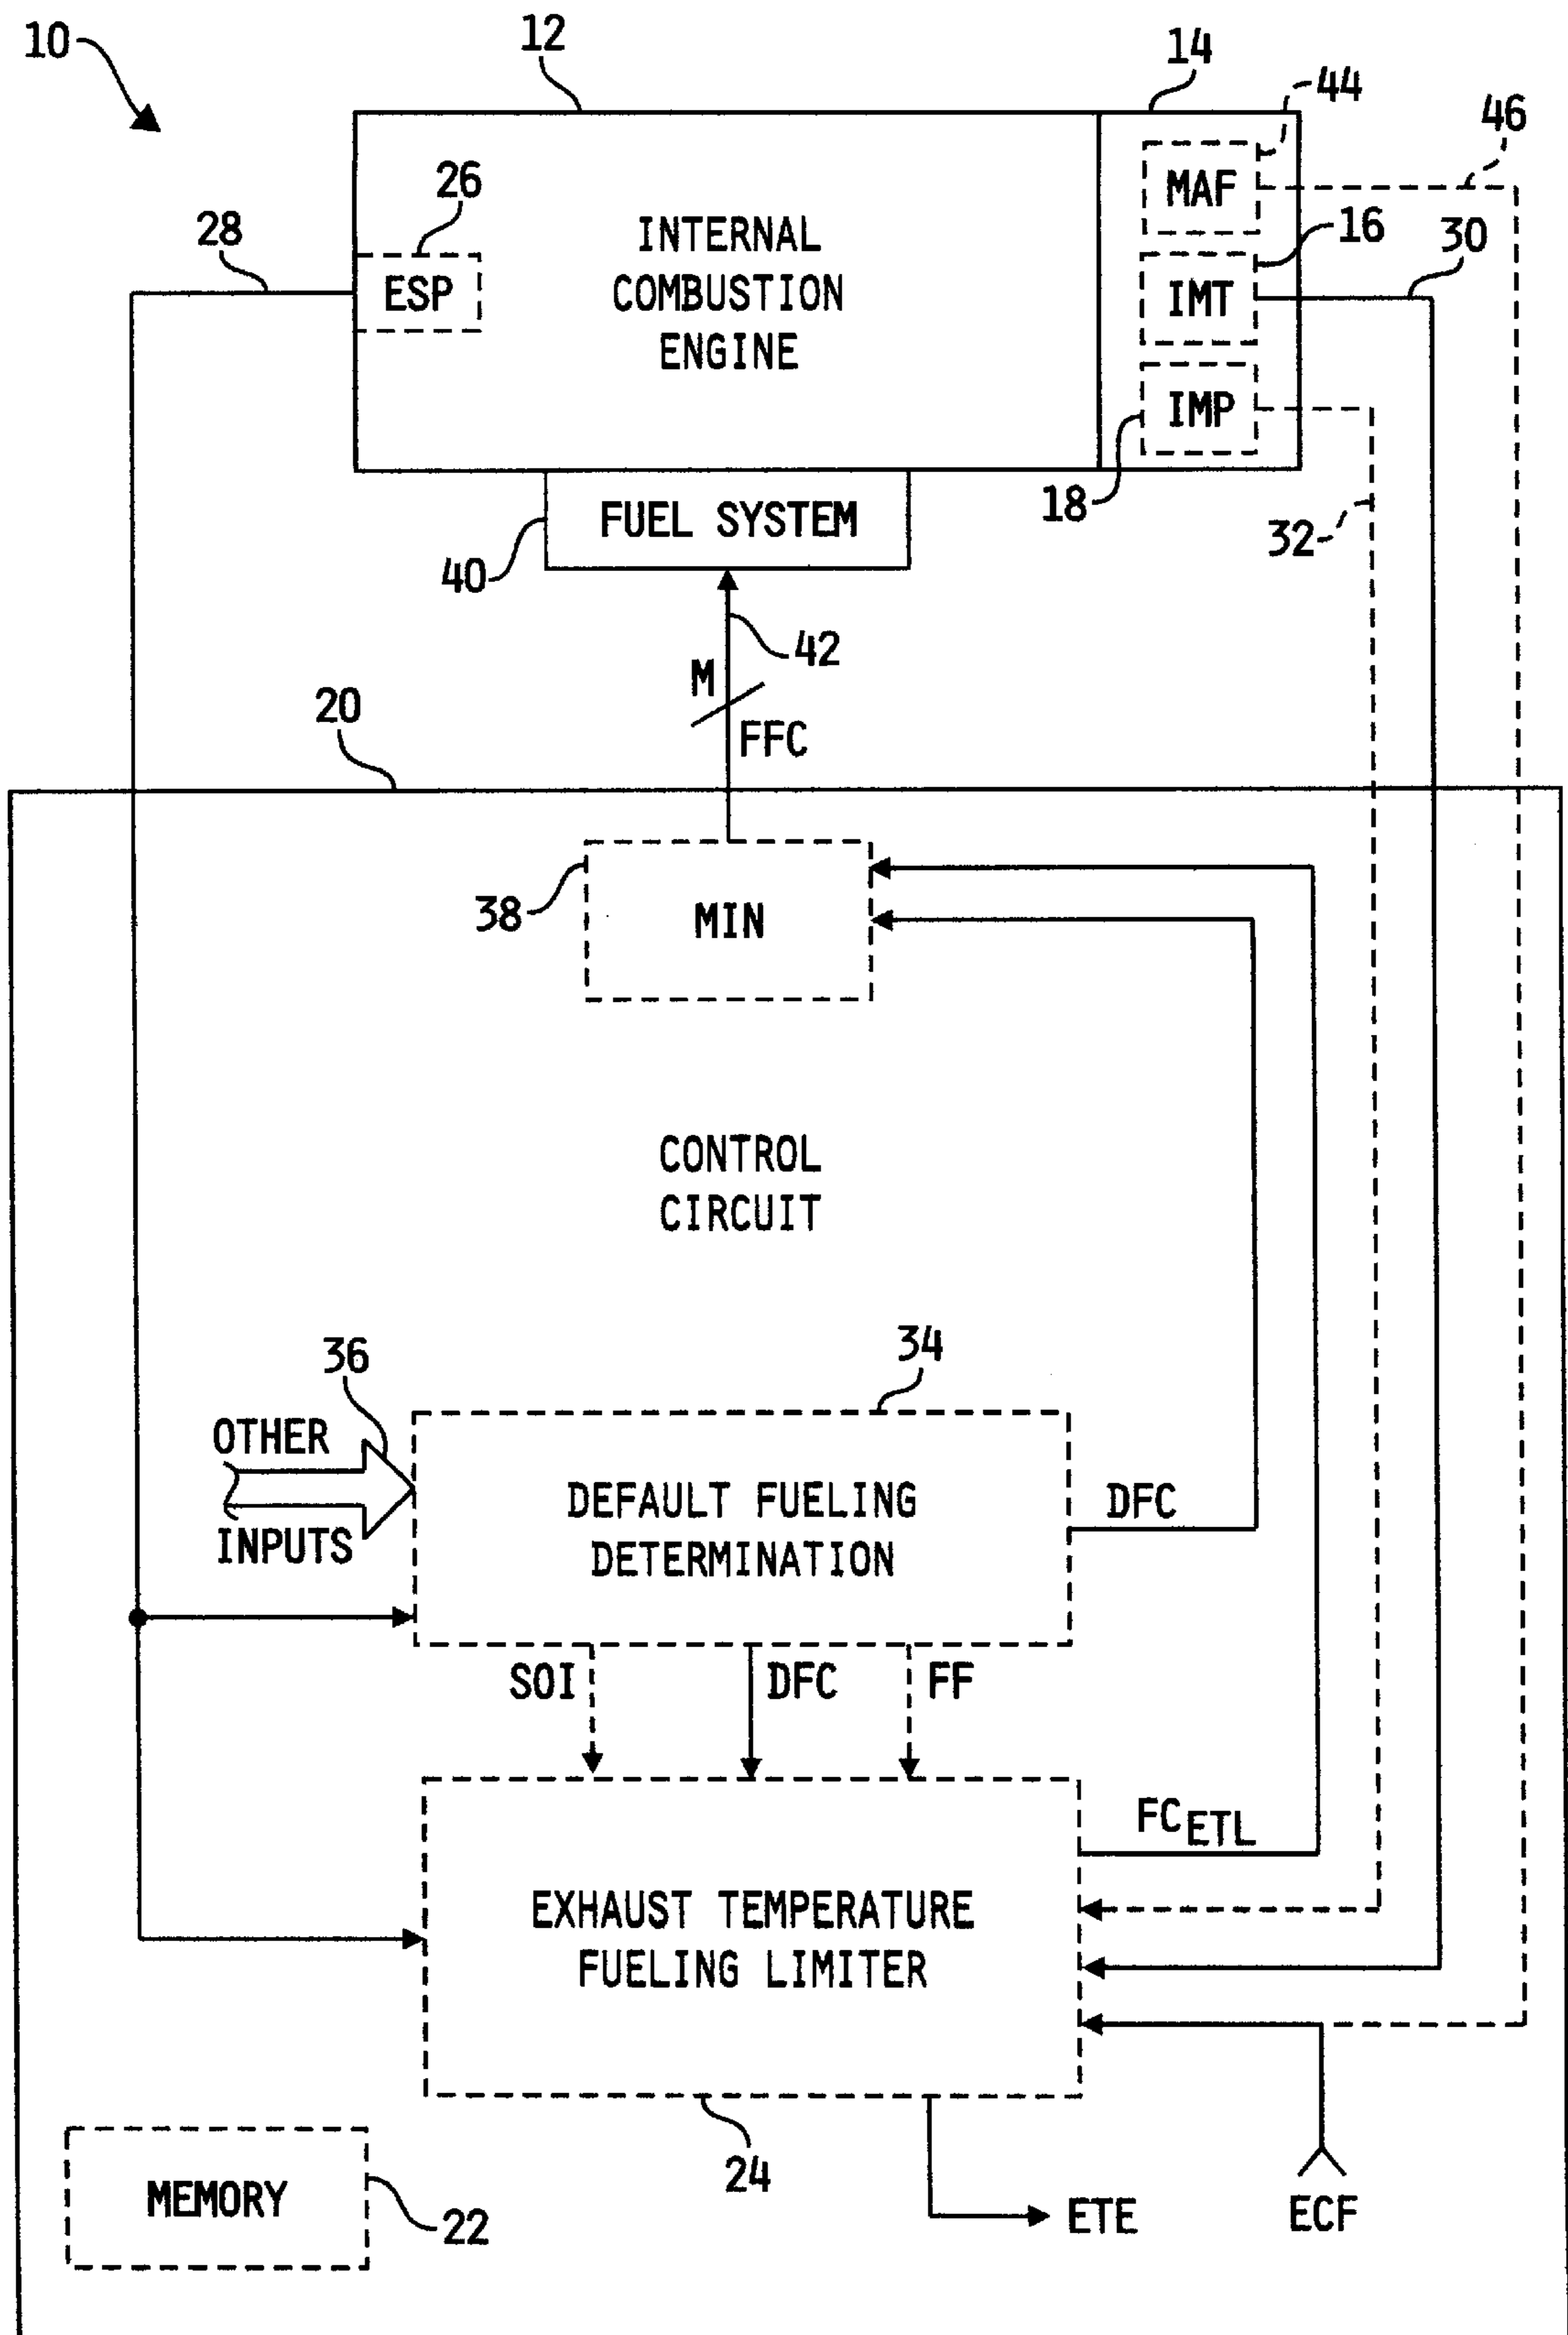 10
12
14
44
46
26
MAF
28
INTERNAL
COMBUSTION
ENGINE
16
30
ESP
IMT
IMP
18
FUEL SYSTEM
32
40
42
M
FFC
20
38
MIN
CONTROL
CIRCUIT
36
34
OTHER
INPUTS
DEFAULT FUELING
DETERMINATION
DFC
SOI
DFC
FF
FCETL
EXHAUST TEMPERATURE
FUELING LIMITER
24
MEMORY
22
ETE
ECF